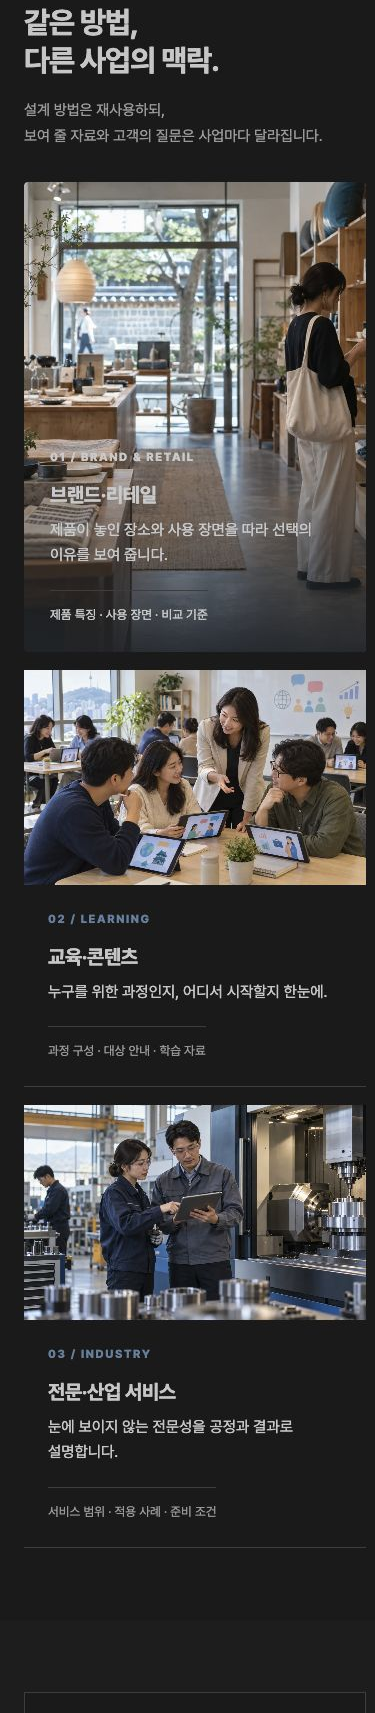 같은 방법,
다른 사업의 맥락.
설계 방법은 재사용하되,
보여 줄 자료와 고객의 질문은 사업마다 달라집니다.
01 / BRAND & RETAIL
브랜드·리테일
제품이 놓인 장소와 사용 장면을 따라 선택의
이유를 보여 줍니다.
제품 특징 · 사용 장면 · 비교 기준
02 / LEARNING
교육·콘텐츠
누구를 위한 과정인지, 어디서 시작할지 한눈에.
과정 구성 · 대상 안내 · 학습 자료
03 / INDUSTRY
전문·산업 서비스
눈에 보이지 않는 전문성을 공정과 결과로
설명합니다.
서비스 범위 · 적용 사례 · 준비 조건